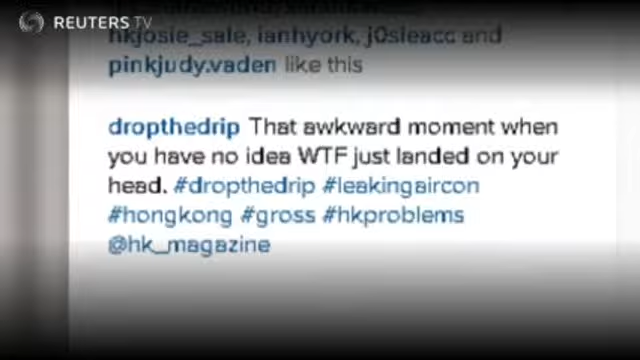 REUTERS TV
hkjosie_sale, ianhyork, j0sleacc and
pinkjudy.vaden like this
dropthedrip That awkward moment when
you have no idea WTF just landed on your
head. #dropthedrip #leakingaircon
#hongkong #gross #hkproblems
@hk_magazine